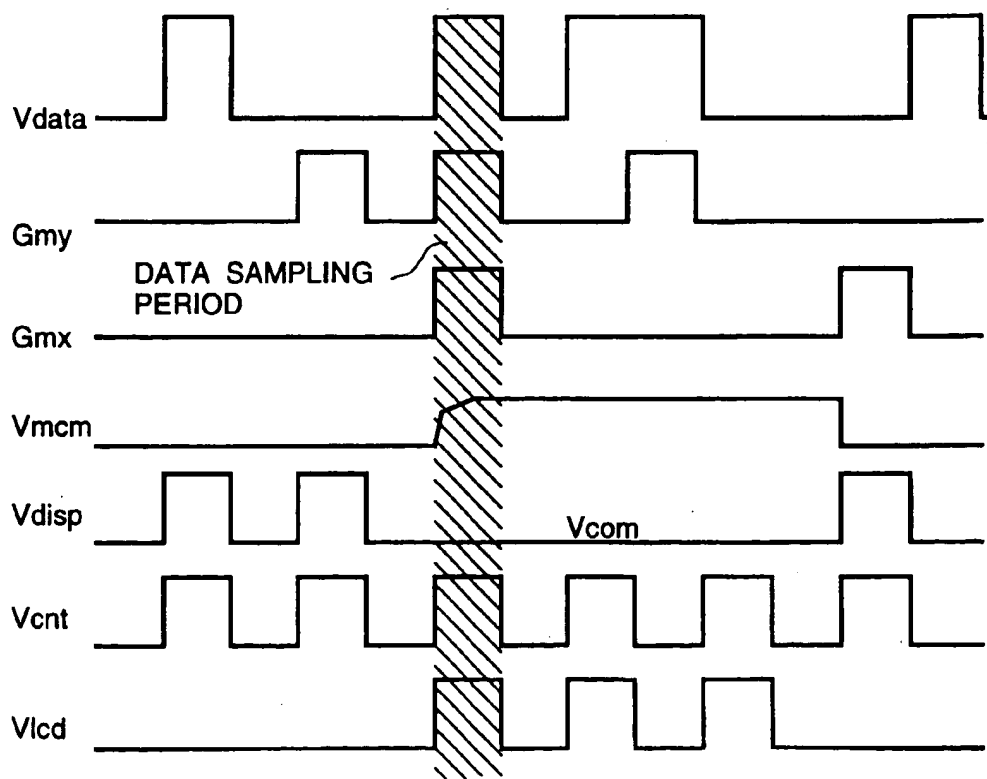 Vdata
Gmy
DATA SAMPLING
PERIOD
Gmx
Vmcm
Vdisp
Vcom
Vcnt
Vlcd